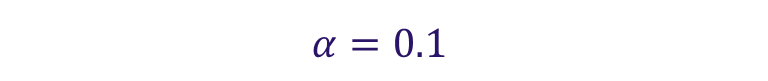 α = 0.1